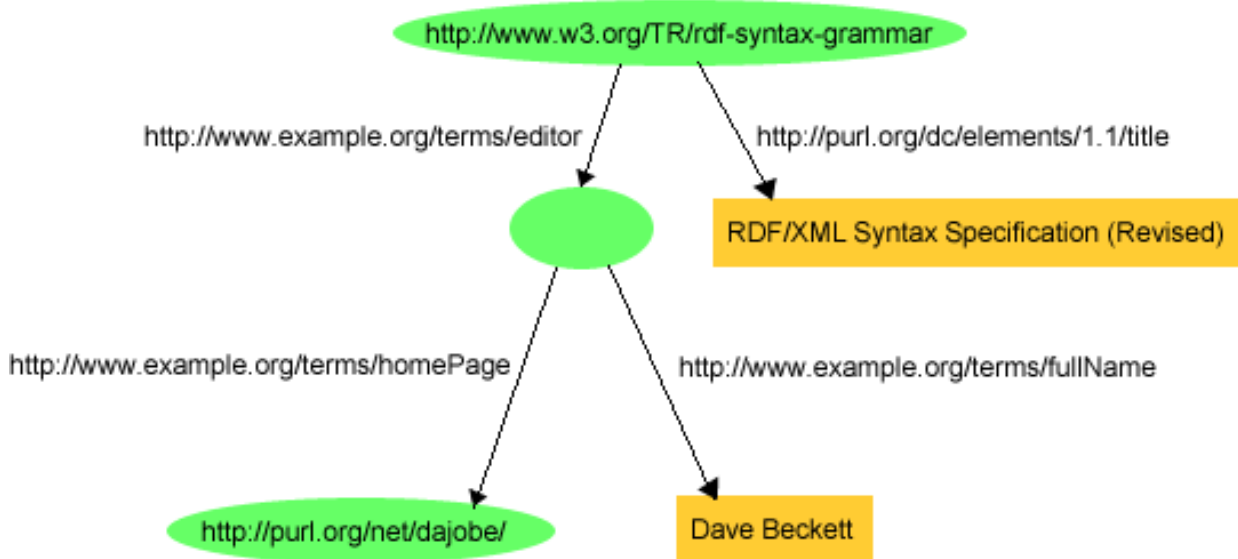 http://www.w3.org/TR/rdf-syntax-grammar
http://www.example.org/terms/editor
http://purl.org/dc/elements/1.1/title
RDF/XML Syntax Specification (Revised)
http://www.example.org/terms/homePage
http://www.example.org/terms/fullName
http://purl.org/net/dajobe/
Dave Beckett